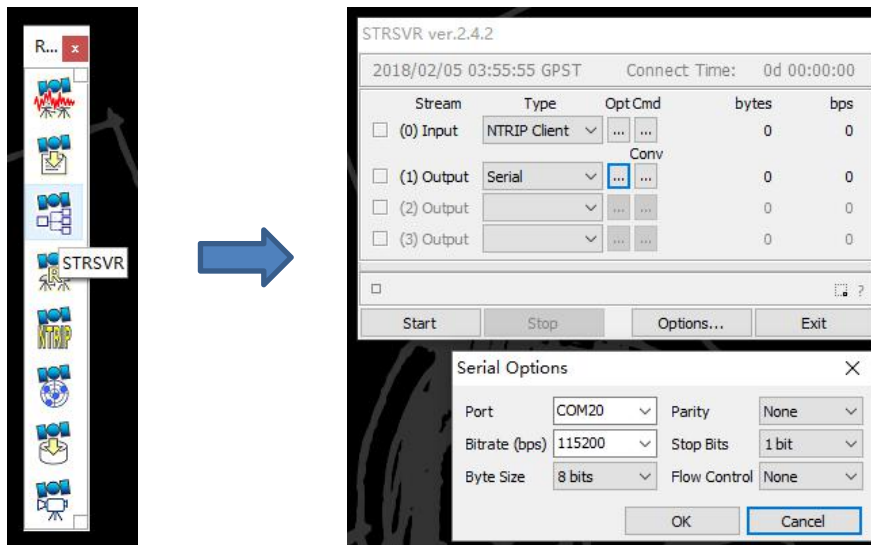 R... x
NTRIP
STRSVR
STRSVR ver.2.4.2
2018/02/05 03:55:55 GPST Connect Time: 0d 00:00:00
Stream Type Opt Cmd bytes bps
(0) Input NTRIP Client ... ... 0 0
Conv
(1) Output Serial ... ... 0 0
(2) Output ... ... 0 0
(3) Output ... ... 0 0
?
Start Stop Options... Exit
Serial Options
Port COM20 Parity None
Bitrate (bps) 115200 Stop Bits 1 bit
Byte Size 8 bits Flow Control None
OK Cancel